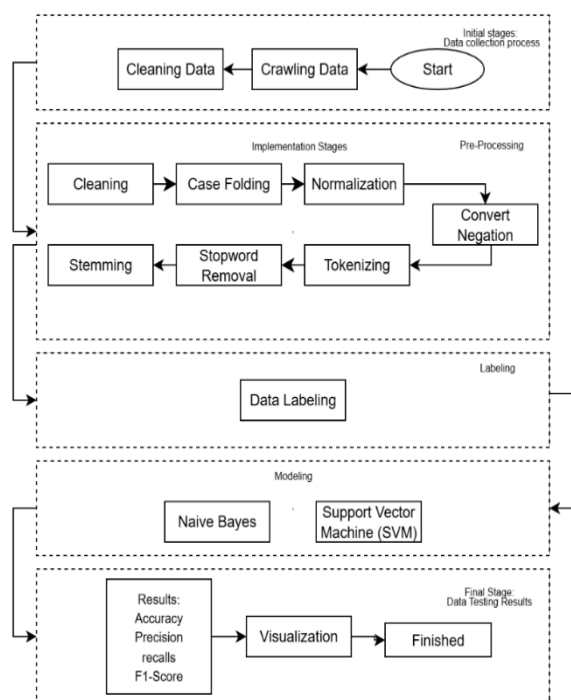 Initial stages:
Data collection process
Cleaning Data
Crawling Data
Start
Implementation Stages
Pre-Processing
Cleaning
Case Folding
Normalization
Convert
Negation
Stemming
Stopword
Removal
Tokenizing
Labeling
Data Labeling
Modeling
Naive Bayes
Support Vector
Machine (SVM)
Final Stage:
Data Testing Results
Results:
Accuracy
Precision
recalls
F1-Score
Visualization
Finished